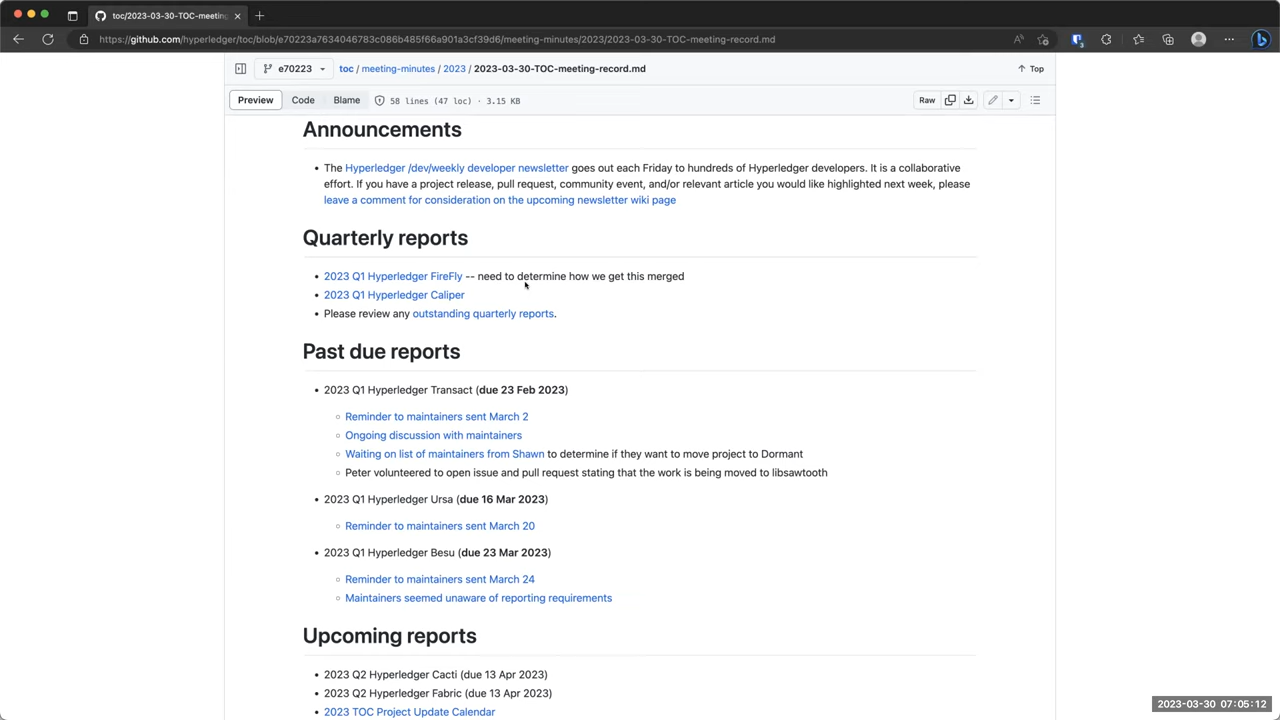 toc/2023-03-30-TOC-meeting-
https://github.com/hyperledger/toc/blob/e70223a7634046783c086b485f66a901a3cf39d6/meeting-minutes/2023/2023-03-30-TOC-meeting-record.md
e70223 toc / meeting-minutes / 2023 / 2023-03-30-TOC-meeting-record.md Top
Preview Code Blame 58 lines (47 loc) · 3.15 KB Raw
Announcements
• The Hyperledger /dev/weekly developer newsletter goes out each Friday to hundreds of Hyperledger developers. It is a collaborative
effort. If you have a project release, pull request, community event, and/or relevant article you would like highlighted next week, please
leave a comment for consideration on the upcoming newsletter wiki page
Quarterly reports
• 2023 Q1 Hyperledger FireFly -- need to determine how we get this merged
• 2023 Q1 Hyperledger Caliper
• Please review any outstanding quarterly reports.
Past due reports
• 2023 Q1 Hyperledger Transact (due 23 Feb 2023)
◦ Reminder to maintainers sent March 2
◦ Ongoing discussion with maintainers
◦ Waiting on list of maintainers from Shawn to determine if they want to move project to Dormant
◦ Peter volunteered to open issue and pull request stating that the work is being moved to libsawtooth
• 2023 Q1 Hyperledger Ursa (due 16 Mar 2023)
◦ Reminder to maintainers sent March 20
• 2023 Q1 Hyperledger Besu (due 23 Mar 2023)
◦ Reminder to maintainers sent March 24
◦ Maintainers seemed unaware of reporting requirements
Upcoming reports
• 2023 Q2 Hyperledger Cacti (due 13 Apr 2023)
• 2023 Q2 Hyperledger Fabric (due 13 Apr 2023)
• 2023 TOC Project Update Calendar
2023-03-30 07:05:12